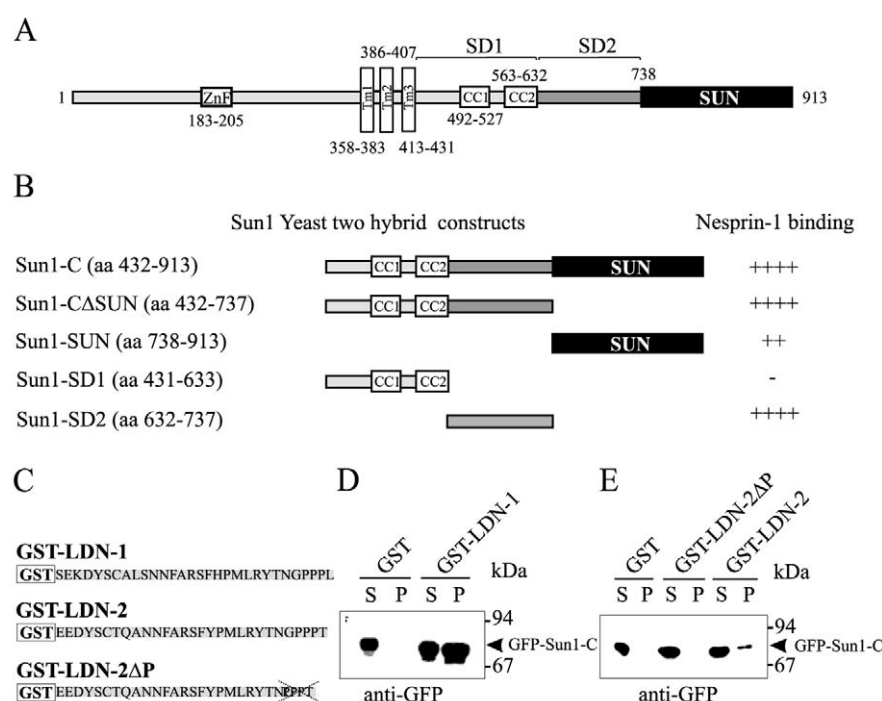 A
SD1 SD2
386-407 563-632 738
1 ZnF Tm1 Tm2 Tm3 CC1 CC2 SUN 913
183-205 492-527
358-383 413-431
B
Sun1 Yeast two hybrid constructs Nesprin-1 binding
Sun1-C (aa 432-913) CC1 CC2 SUN ++++
Sun1-CΔSUN (aa 432-737) CC1 CC2 ++++
Sun1-SUN (aa 738-913) SUN ++
Sun1-SD1 (aa 431-633) CC1 CC2 -
Sun1-SD2 (aa 632-737) ++++
C
GST-LDN-1
GST SEKDYSCALSNNFARSFHPMLRYTNGPPPL
GST-LDN-2
GST EEDYSCTQANNFARSFYPMLRYTNGPPPT
GST-LDN-2ΔP
GST EEDYSCTQANNFARSFYPMLRYTN
D
GST GST-LDN-1
kDa
S P S P
94
GFP-Sun1-C
67
anti-GFP
E
GST GST-LDN-2ΔP GST-LDN-2
kDa
S P S P S P
94
GFP-Sun1-C
67
anti-GFP